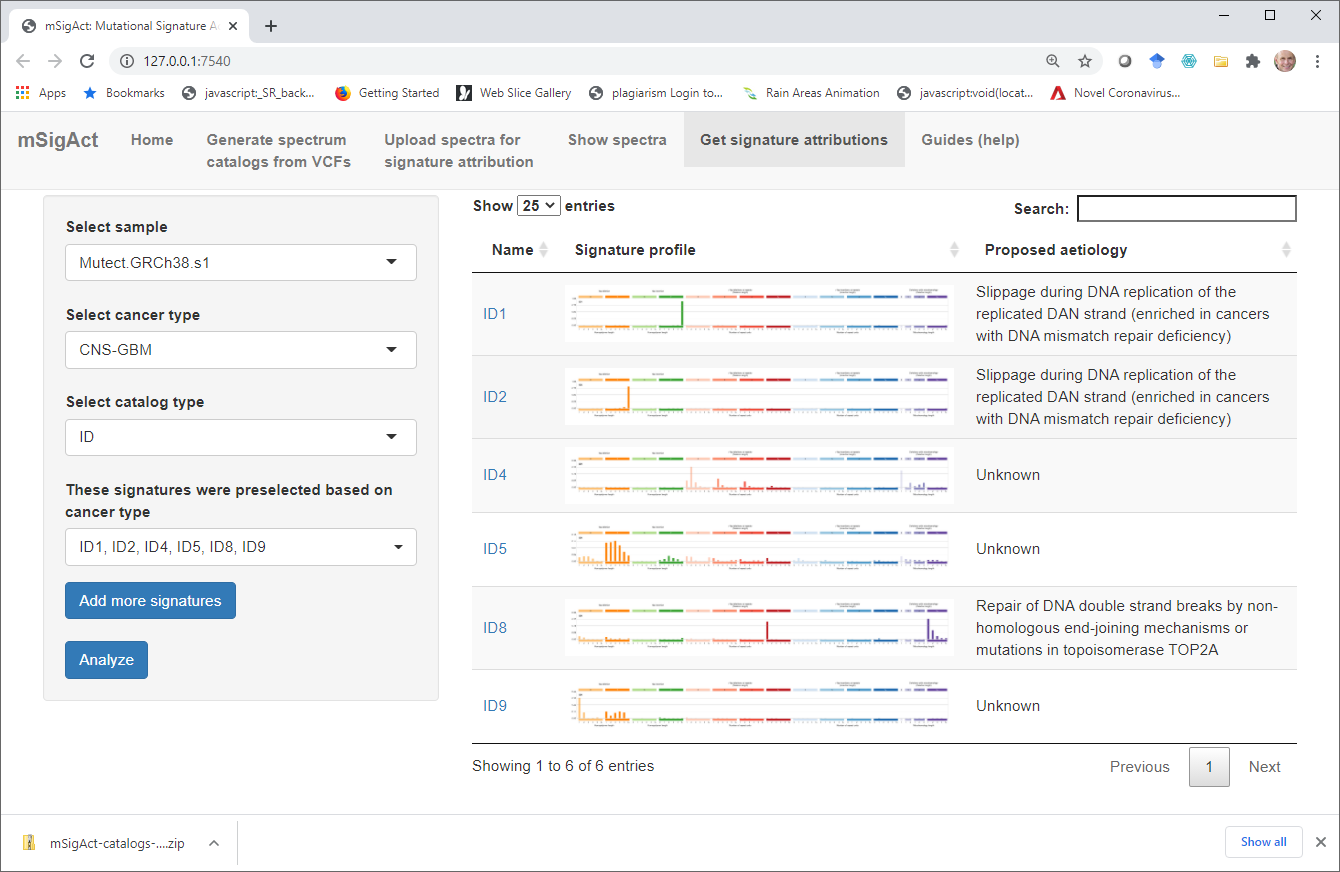 mSigAct: Mutational Signature A
127.0.0.1:7540
Apps Bookmarks javascript:_SR_back... Getting Started Web Slice Gallery plagiarism Login to... Rain Areas Animation javascript:void(locat... Novel Coronavirus...
mSigAct Home Generate spectrum catalogs from VCFs Upload spectra for signature attribution Show spectra Get signature attributions Guides (help)
Select sample
Mutect.GRCh38.s1
Select cancer type
CNS-GBM
Select catalog type
ID
These signatures were preselected based on
cancer type
ID1, ID2, ID4, ID5, ID8, ID9
Add more signatures
Analyze
Show 25 entries
Search:
Name Signature profile Proposed aetiology
ID1
Slippage during DNA replication of the
replicated DAN strand (enriched in cancers
with DNA mismatch repair deficiency)
ID2
Slippage during DNA replication of the
replicated DAN strand (enriched in cancers
with DNA mismatch repair deficiency)
ID4
Unknown
ID5
Unknown
ID8
Repair of DNA double strand breaks by non-
homologous end-joining mechanisms or
mutations in topoisomerase TOP2A
ID9
Unknown
Showing 1 to 6 of 6 entries
Previous 1 Next
mSigAct-catalogs-....zip
Show all